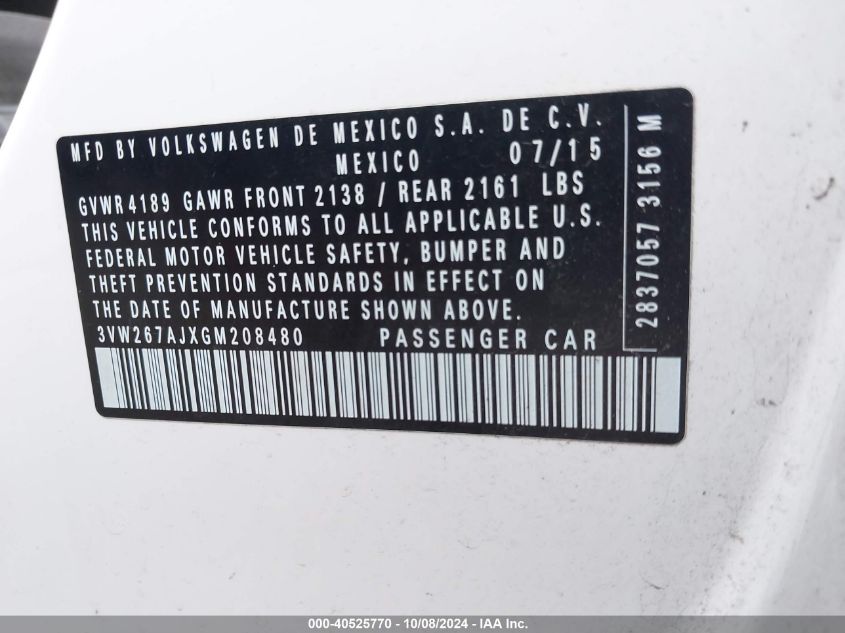 MFD BY VOLKSWAGEN DE MEXICO S.A. DE C.V.
MEXICO 07/15
GVWR 4189 GAWR FRONT 2138 / REAR 2161 LBS
THIS VEHICLE CONFORMS TO ALL APPLICABLE U.S.
FEDERAL MOTOR VEHICLE SAFETY, BUMPER AND
THEFT PREVENTION STANDARDS IN EFFECT ON
THE DATE OF MANUFACTURE SHOWN ABOVE.
3VW267AJXGM208480 PASSENGER CAR
2837057 3156 M
000-40525770 - 10/08/2024 - IAA Inc.